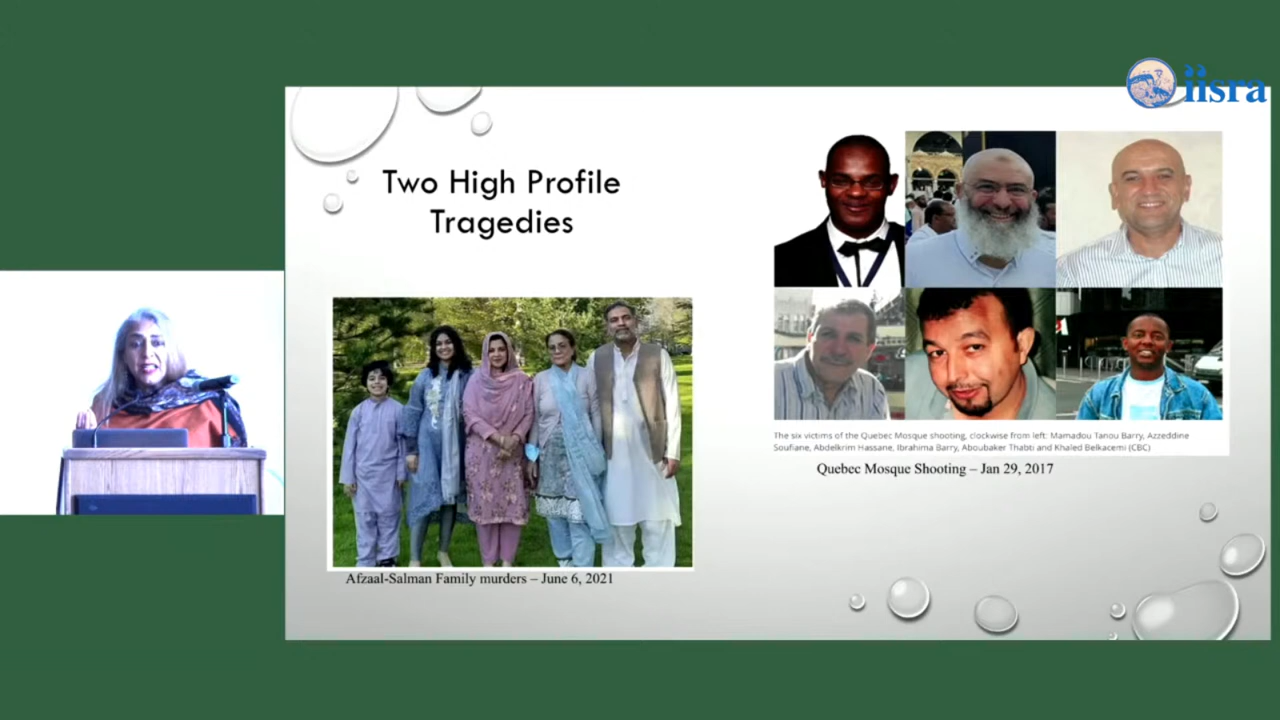 iisra
Two High Profile
Tragedies
The six victims of the Quebec Mosque shooting, clockwise from left: Mamadou Tanou Barry, Azzeddine
Soufiane, Abdelkrim Hassane, Ibrahima Barry, Aboubaker Thabti and Khaled Belkacemi (CBC)
Quebec Mosque Shooting – Jan 29, 2017
Afzaal-Salman Family murders – June 6, 2021